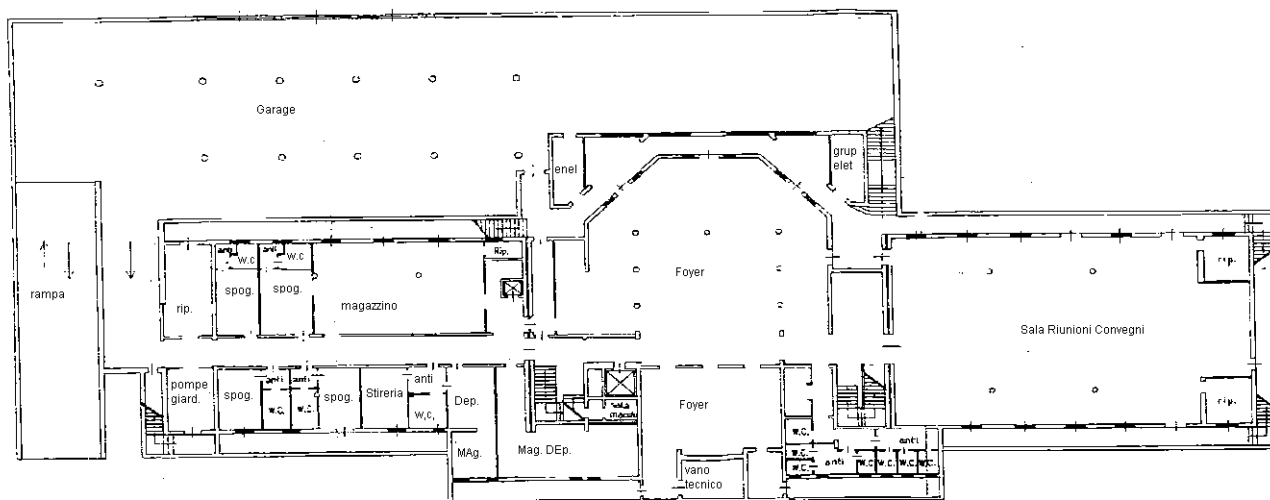 Garage
enel
grup
elet
rampa
anti
w.c
anti
w.c
Rip.
rip.
spog.
spog.
magazzino
Foyer
rip.
Sala Riunioni Convegni
pompe
giard.
spog.
anti
anti
w.c.
w.c.
spog.
Stireria
anti
w.c.
Dep.
Foyer
rip.
MAg.
Mag. DEp.
vano
tecnico
w.c.
w.c.
w.c.
anti
anti
w.c.
w.c.
w.c.
w.c.